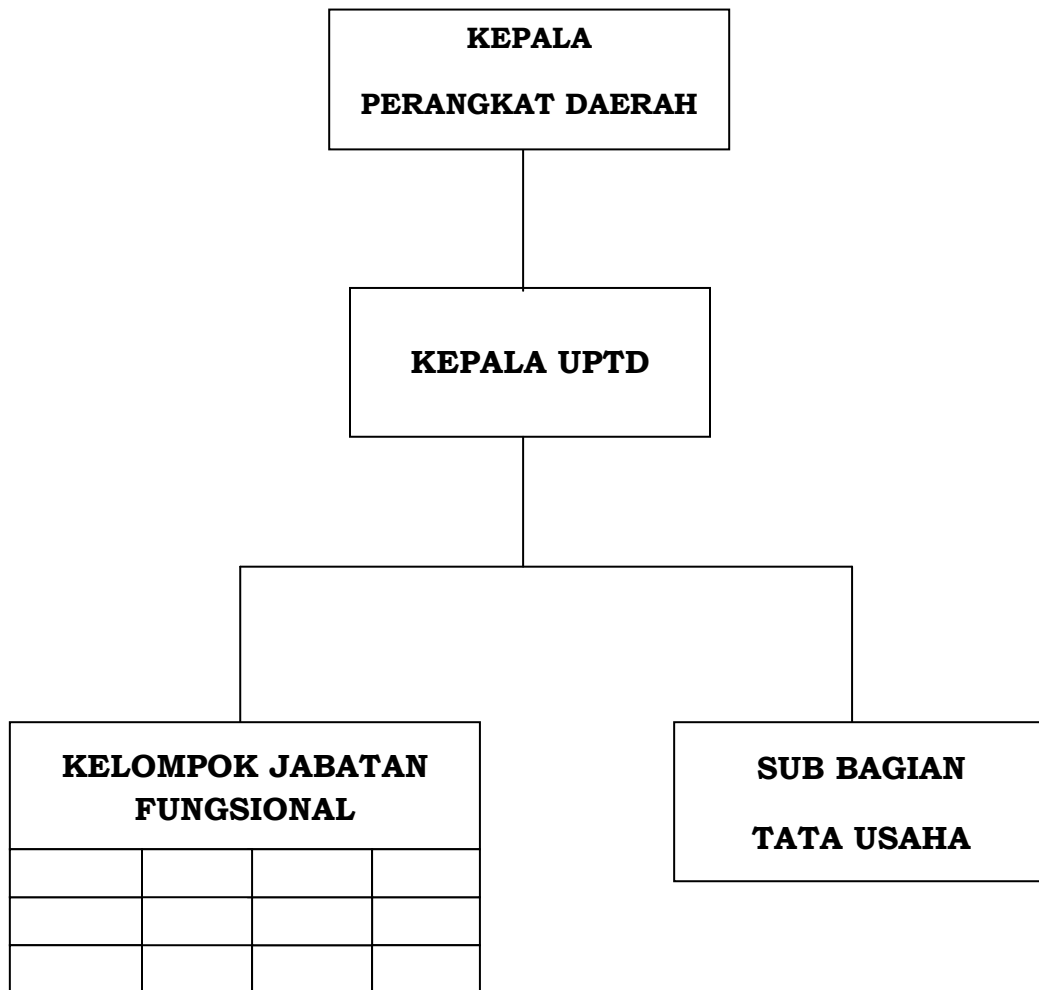 KEPALA
PERANGKAT DAERAH
KEPALA UPTD
KELOMPOK JABATAN
FUNGSIONAL
SUB BAGIAN
TATA USAHA